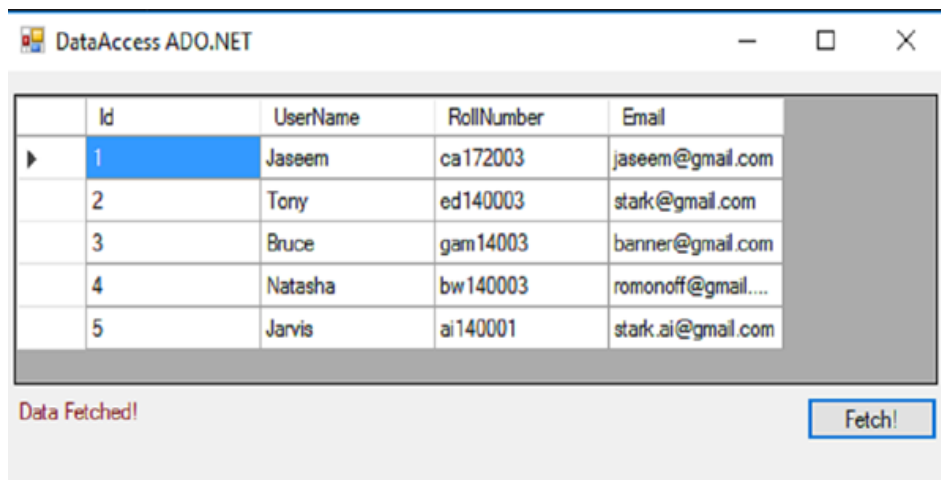 DataAccess ADO.NET
Id UserName RollNumber Email
1 Jaseem ca172003 jaseem@gmail.com
2 Tony ed140003 stark@gmail.com
3 Bruce gam14003 banner@gmail.com
4 Natasha bw140003 romonoff@gmail....
5 Jarvis ai140001 stark.ai@gmail.com
Data Fetched!
Fetch!